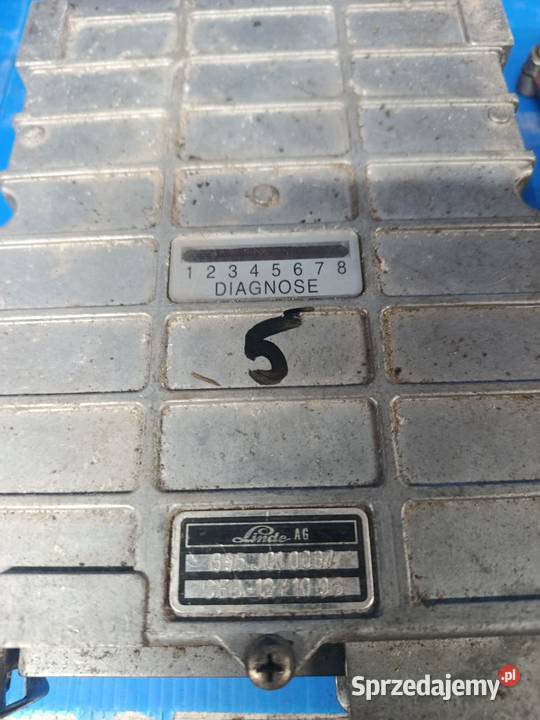 1 2 3 4 5 6 7 8
DIAGNOSE
5
Linde AG
Sprzedajemy.pl